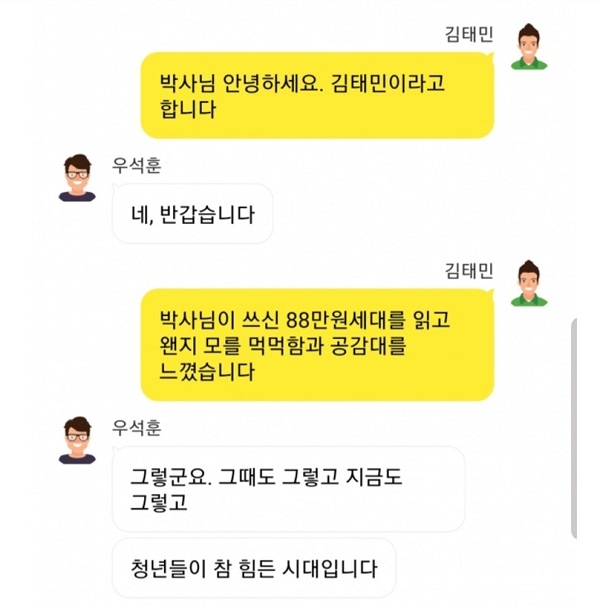 김태민
박사님 안녕하세요. 김태민이라고
합니다
우석훈
네, 반갑습니다
김태민
박사님이 쓰신 88만원세대를 읽고
왠지 모를 먹먹함과 공감대를
느꼈습니다
우석훈
그렇군요. 그때도 그렇고 지금도
그렇고
청년들이 참 힘든 시대입니다